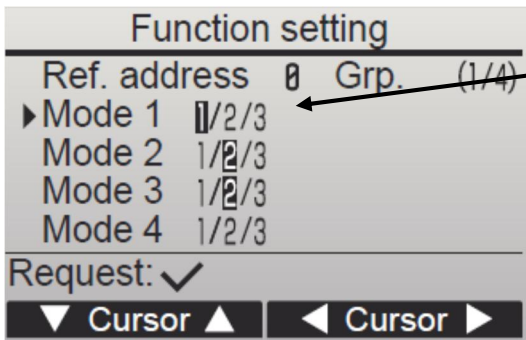 Function setting
Ref. address 0 Grp. (1/4)
▶Mode 1 1/2/3
Mode 2 1/2/3
Mode 3 1/2/3
Mode 4 1/2/3
Request: ✓
▼ Cursor ▲ ◀ Cursor ▶